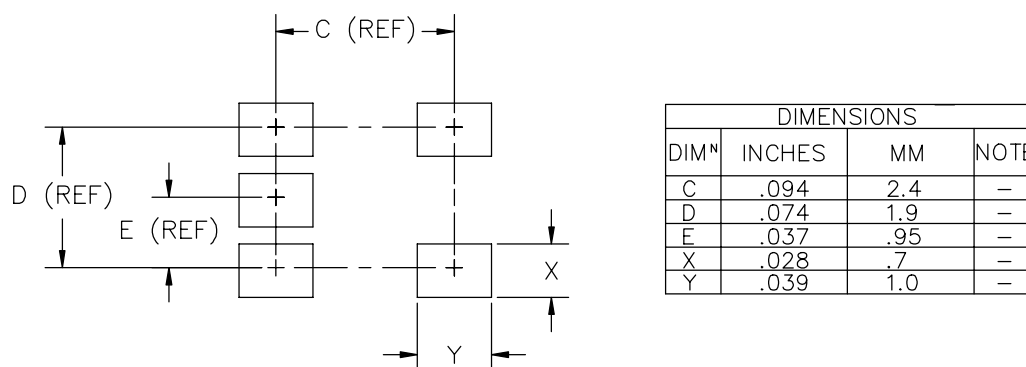 C (REF)
D (REF)
E (REF)
X
Y
DIMENSIONS
DIMᴺ INCHES MM NOTE
C .094 2.4 –
D .074 1.9 –
E .037 .95 –
X .028 .7 –
Y .039 1.0 –